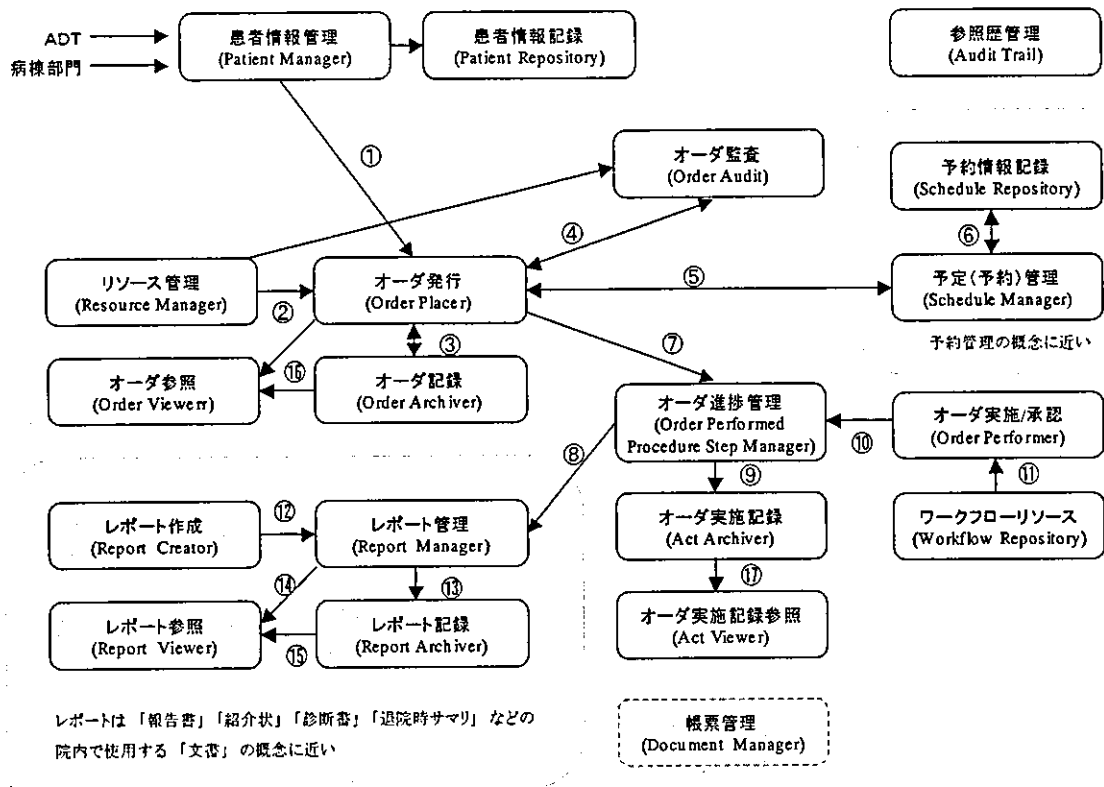 ADT
病棟部門
患者情報管理
(Patient Manager)
患者情報記録
(Patient Repository)
参照歴管理
(Audit Trail)
①
オーダ監査
(Order Audit)
予約情報記録
(Schedule Repository)
④
⑥
リソース管理
(Resource Manager)
②
オーダ発行
(Order Placer)
⑤
予定(予約)管理
(Schedule Manager)
予約管理の概念に近い
③
⑦
オーダ参照
(Order Viewerr)
⑯
オーダ記録
(Order Archiver)
オーダ進捗管理
(Order Performed
Procedure Step Manager)
⑩
オーダ実施/承認
(Order Performer)
⑧
⑨
⑪
レポート作成
(Report Creator)
⑫
レポート管理
(Report Manager)
オーダ実施記録
(Act Archiver)
ワークフローリソース
(Workflow Repository)
⑭
⑬
⑰
レポート参照
(Report Viewer)
⑮
レポート記録
(Report Archiver)
オーダ実施記録参照
(Act Viewer)
レポートは「報告書」「紹介状」「診断書」「退院時サマリ」などの
院内で使用する「文書」の概念に近い
帳票管理
(Document Manager)